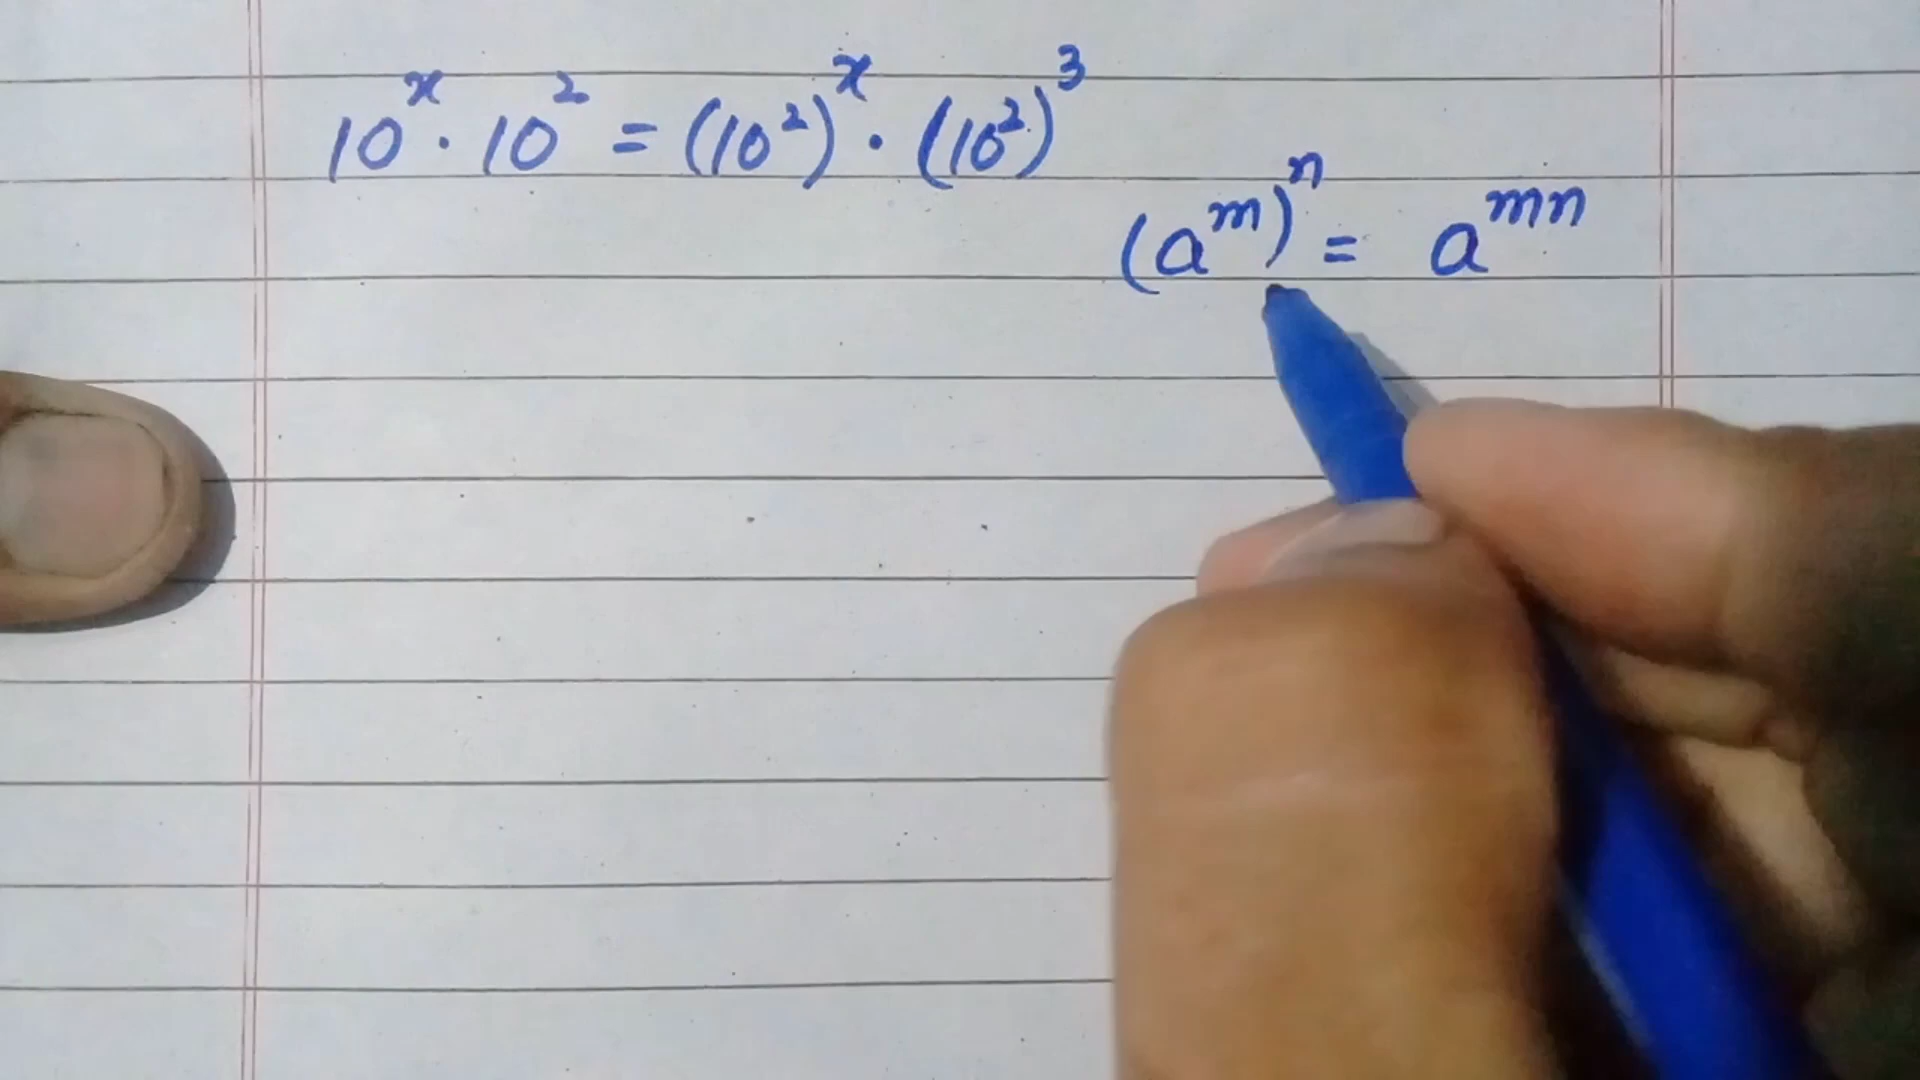 10^x · 10^2 = (10^2)^x · (10^2)^3
(a^m)^n = a^mn